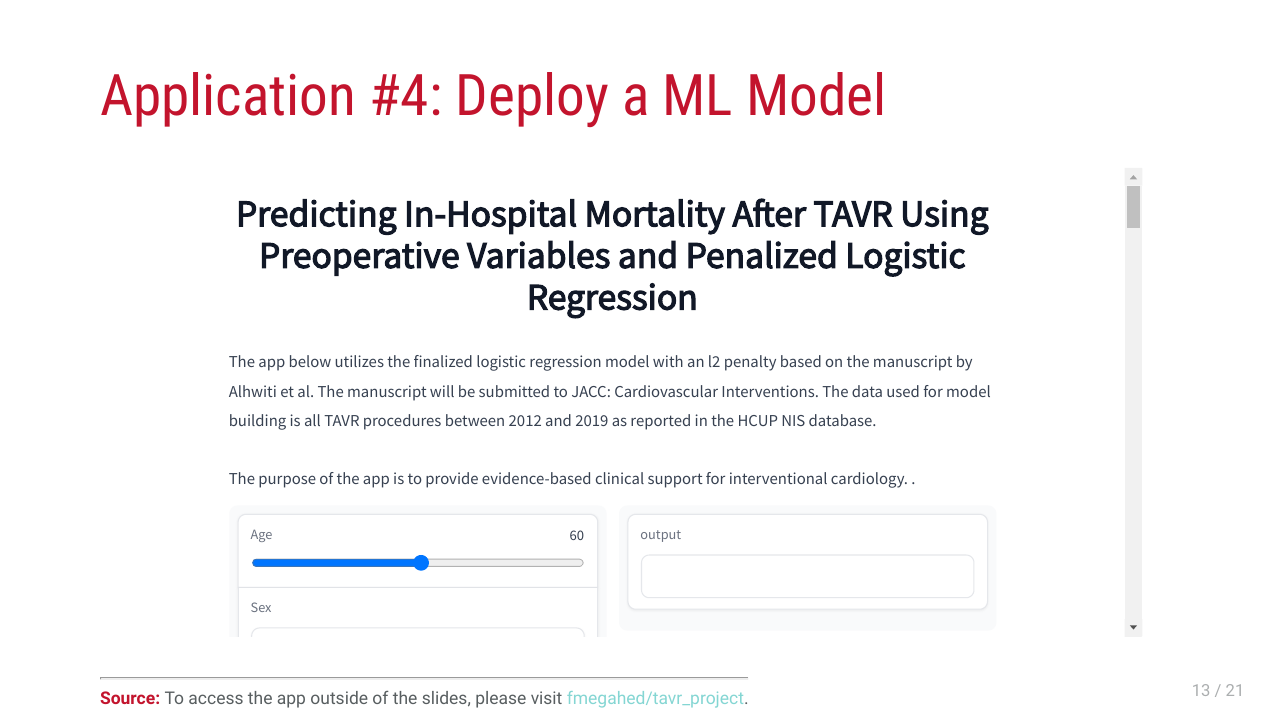 Application #4: Deploy a ML Model
Predicting In-Hospital Mortality After TAVR Using
Preoperative Variables and Penalized Logistic
Regression
The app below utilizes the finalized logistic regression model with an l2 penalty based on the manuscript by
Alhwiti et al. The manuscript will be submitted to JACC: Cardiovascular Interventions. The data used for model
building is all TAVR procedures between 2012 and 2019 as reported in the HCUP NIS database.
The purpose of the app is to provide evidence-based clinical support for interventional cardiology. .
Age 60
Sex
output
Source: To access the app outside of the slides, please visit fmegahed/tavr_project.
13 / 21